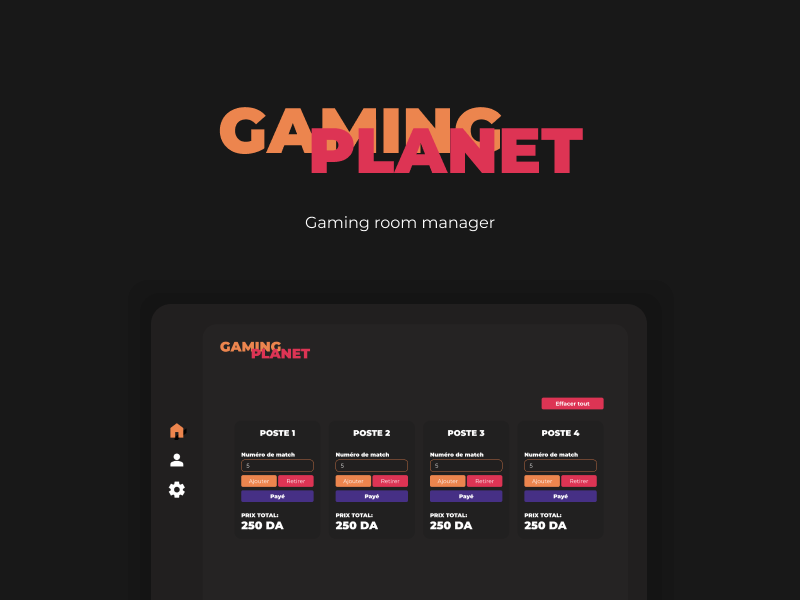 GAMING
PLANET
Gaming room manager
GAMING
PLANET
Effacer tout
POSTE 1
Numéro de match
5
Ajouter Retirer
Payé
PRIX TOTAL:
250 DA
POSTE 2
Numéro de match
5
Ajouter Retirer
Payé
PRIX TOTAL:
250 DA
POSTE 3
Numéro de match
5
Ajouter Retirer
Payé
PRIX TOTAL:
250 DA
POSTE 4
Numéro de match
5
Ajouter Retirer
Payé
PRIX TOTAL:
250 DA